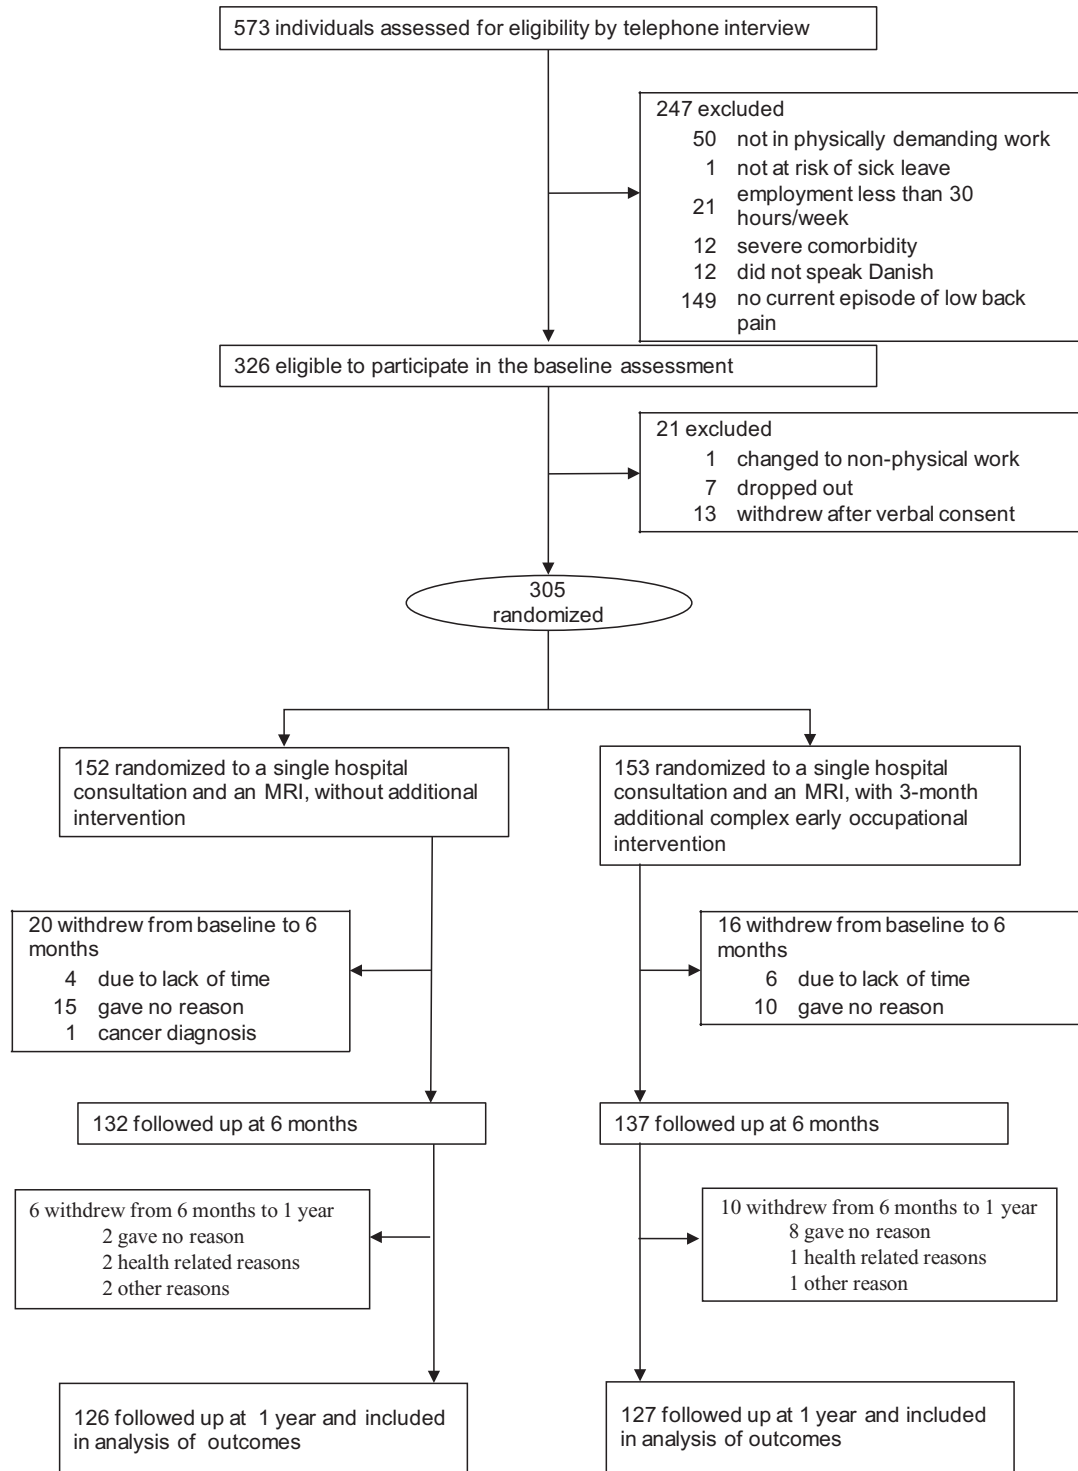 573 individuals assessed for eligibility by telephone interview
247 excluded
50 not in physically demanding work
1 not at risk of sick leave
21 employment less than 30
hours/week
12 severe comorbidity
12 did not speak Danish
149 no current episode of low back
pain
326 eligible to participate in the baseline assessment
21 excluded
1 changed to non-physical work
7 dropped out
13 withdrew after verbal consent
305
randomized
152 randomized to a single hospital
consultation and an MRI, without additional
intervention
153 randomized to a single hospital
consultation and an MRI, with 3-month
additional complex early occupational
intervention
20 withdrew from baseline to 6
months
4 due to lack of time
15 gave no reason
1 cancer diagnosis
16 withdrew from baseline to 6
months
6 due to lack of time
10 gave no reason
132 followed up at 6 months
137 followed up at 6 months
6 withdrew from 6 months to 1 year
2 gave no reason
2 health related reasons
2 other reasons
10 withdrew from 6 months to 1 year
8 gave no reason
1 health related reasons
1 other reason
126 followed up at 1 year and included
in analysis of outcomes
127 followed up at 1 year and included
in analysis of outcomes